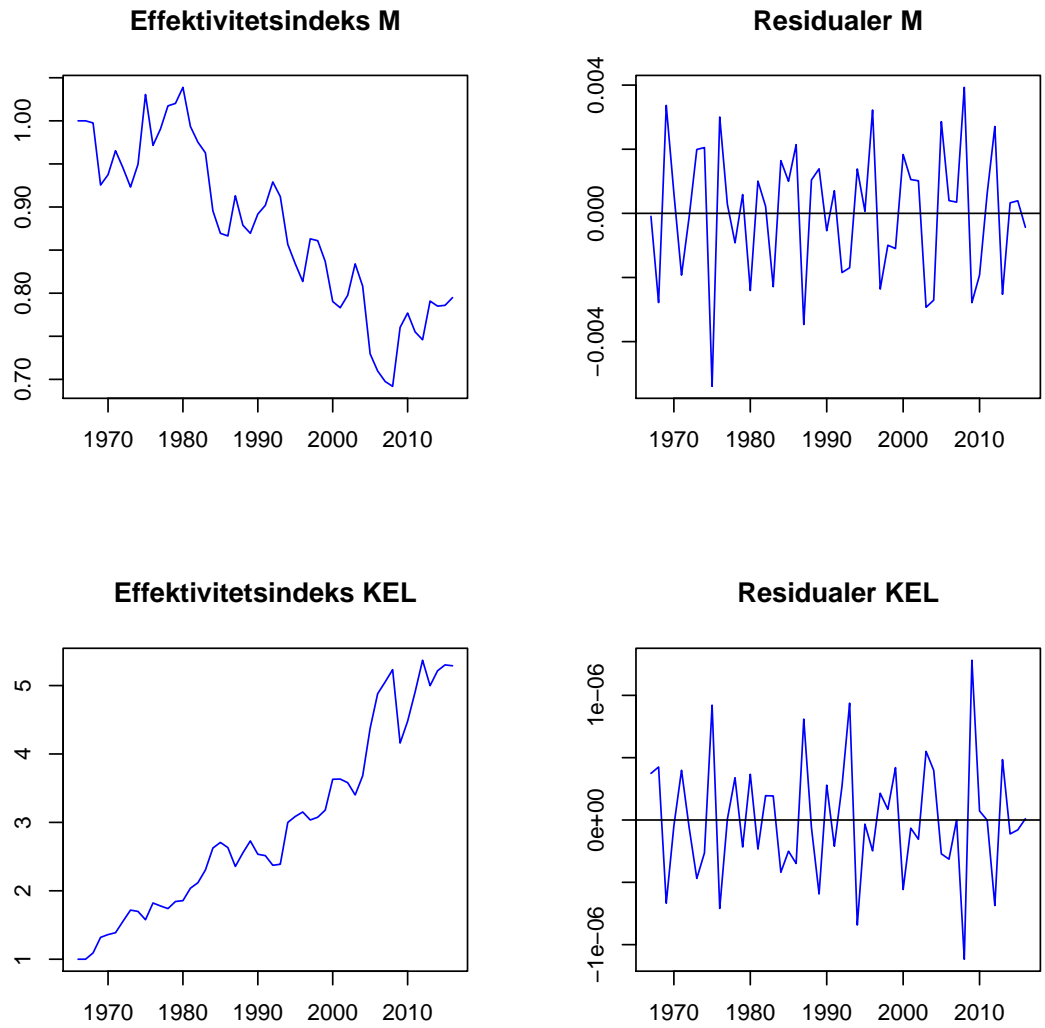 Effektivitetsindeks M
1.00
0.90
0.80
0.70
1970 1980 1990 2000 2010
Residualer M
0.004
0.000
−0.004
1970 1980 1990 2000 2010
Effektivitetsindeks KEL
5
4
3
2
1
1970 1980 1990 2000 2010
Residualer KEL
1e−06
0e+00
−1e−06
1970 1980 1990 2000 2010